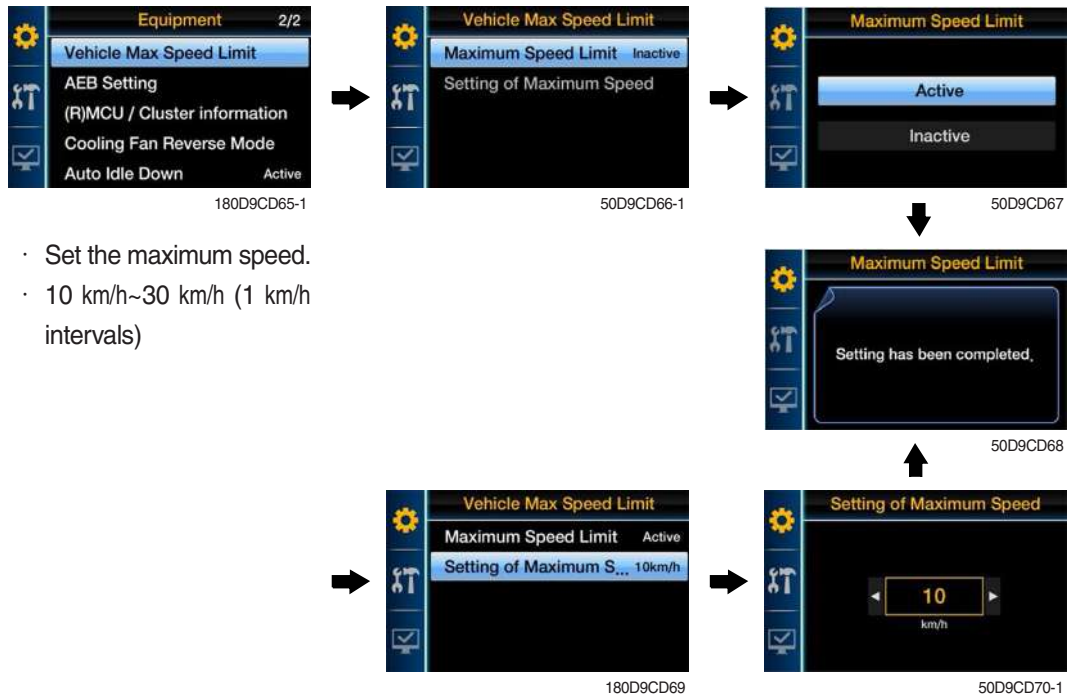 Equipment 2/2
Vehicle Max Speed Limit
AEB Setting
(R)MCU / Cluster information
Cooling Fan Reverse Mode
Auto Idle Down Active
180D9CD65-1
Vehicle Max Speed Limit
Maximum Speed Limit Inactive
Setting of Maximum Speed
50D9CD66-1
Maximum Speed Limit
Active
Inactive
50D9CD67
· Set the maximum speed.
· 10 km/h~30 km/h (1 km/h
intervals)
Maximum Speed Limit
Setting has been completed.
50D9CD68
Vehicle Max Speed Limit
Maximum Speed Limit Active
Setting of Maximum S... 10km/h
180D9CD69
Setting of Maximum Speed
10
km/h
50D9CD70-1